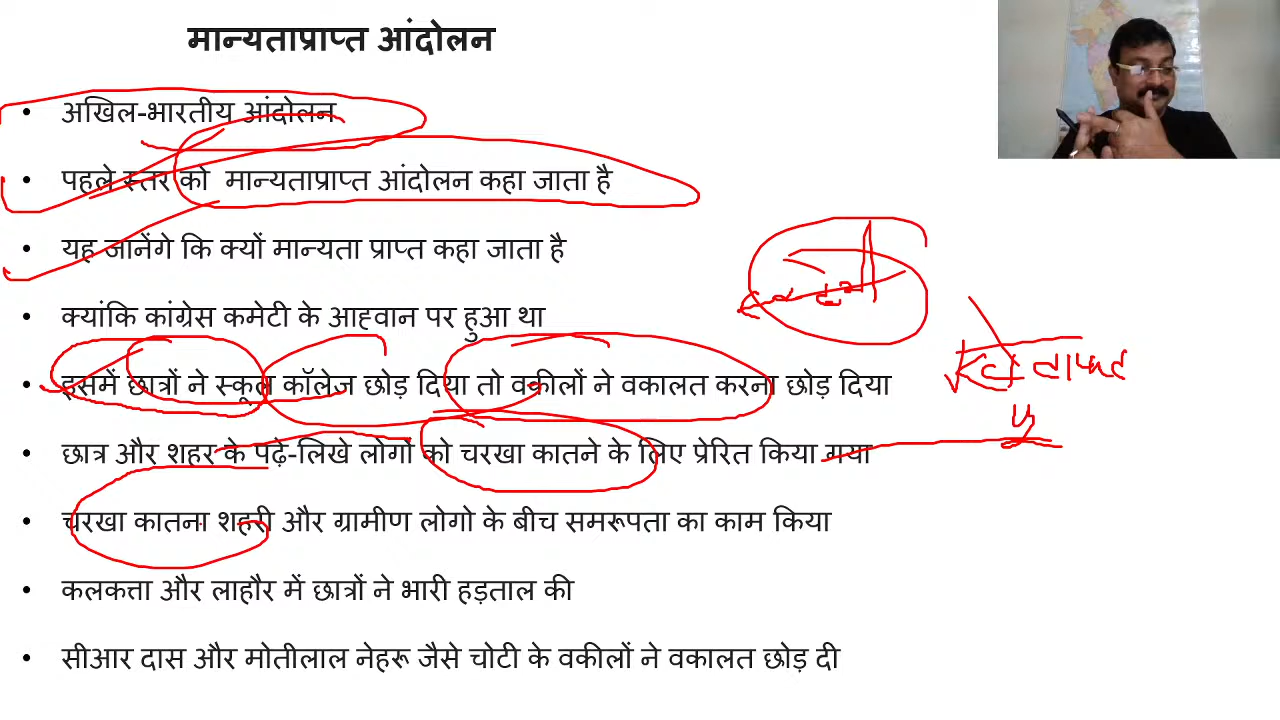 मान्यताप्राप्त आंदोलन
• अखिल-भारतीय आंदोलन
• पहले स्तर को मान्यताप्राप्त आंदोलन कहा जाता है
• यह जानेंगे कि क्यों मान्यता प्राप्त कहा जाता है
• क्यांकि कांग्रेस कमेटी के आह्वान पर हुआ था
• इसमें छात्रों ने स्कूल कॉलेज छोड़ दिया तो वकीलों ने वकालत करना छोड़ दिया
• छात्र और शहर के पढ़े-लिखे लोगों को चरखा कातने के लिए प्रेरित किया गया
• चरखा कातना शहरी और ग्रामीण लोगो के बीच समरूपता का काम किया
• कलकत्ता और लाहौर में छात्रों ने भारी हड़ताल की
• सीआर दास और मोतीलाल नेहरू जैसे चोटी के वकीलों ने वकालत छोड़ दी